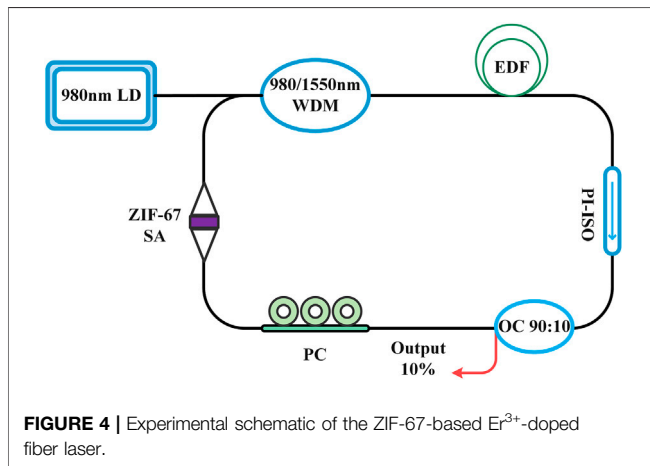 980nm LD
980/1550nm
WDM
EDF
PI-ISO
ZIF-67
SA
PC
Output
10%
OC 90:10
FIGURE 4 | Experimental schematic of the ZIF-67-based Er³⁺-doped
fiber laser.